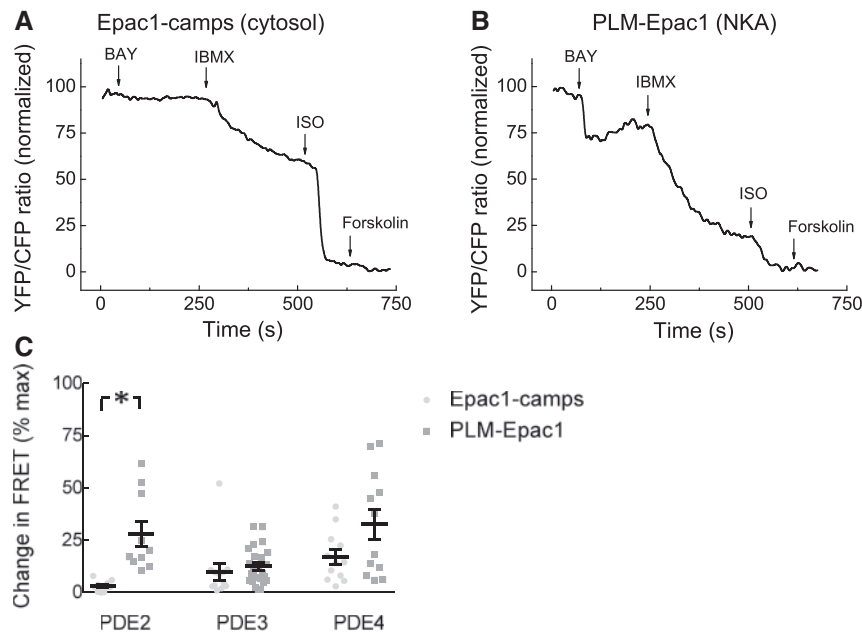 A Epac1-camps (cytosol)
YFP/CFP ratio (normalized)
100
75
50
25
0
BAY
IBMX
ISO
Forskolin
0 250 500 750
Time (s)
B PLM-Epac1 (NKA)
YFP/CFP ratio (normalized)
100
75
50
25
0
BAY
IBMX
ISO
Forskolin
0 250 500 750
Time (s)
C
Change in FRET (% max)
100
75
50
25
0
*
PDE2 PDE3 PDE4
Epac1-camps
PLM-Epac1